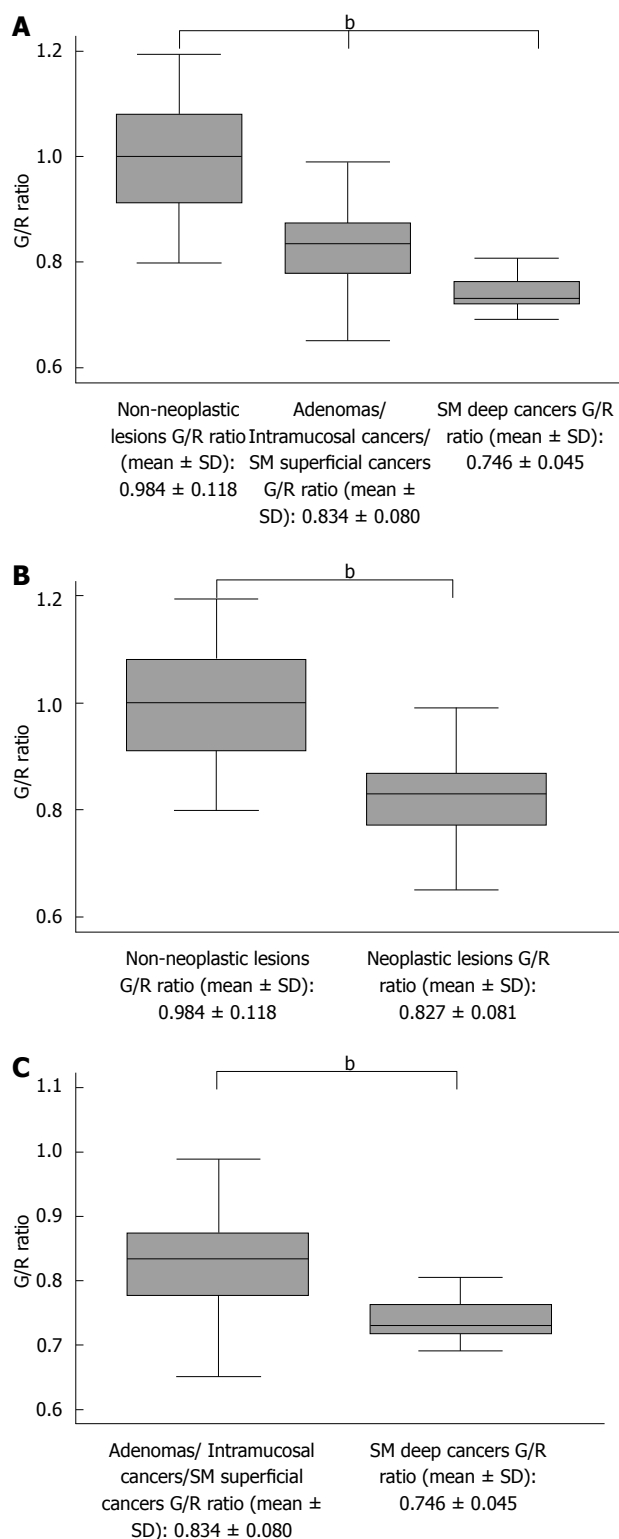 A
b
1.2
1.0
0.8
0.6
G/R ratio
Non-neoplastic
lesions G/R ratio
(mean ± SD):
0.984 ± 0.118
Adenomas/
Intramucosal cancers/
SM superficial cancers
G/R ratio (mean ±
SD): 0.834 ± 0.080
SM deep cancers G/R
ratio (mean ± SD):
0.746 ± 0.045
B
b
1.2
1.0
0.8
0.6
G/R ratio
Non-neoplastic lesions
G/R ratio (mean ± SD):
0.984 ± 0.118
Neoplastic lesions G/R
ratio (mean ± SD):
0.827 ± 0.081
C
b
1.1
1.0
0.9
0.8
0.7
0.6
G/R ratio
Adenomas/ Intramucosal
cancers/SM superficial
cancers G/R ratio (mean ±
SD): 0.834 ± 0.080
SM deep cancers G/R
ratio (mean ± SD):
0.746 ± 0.045